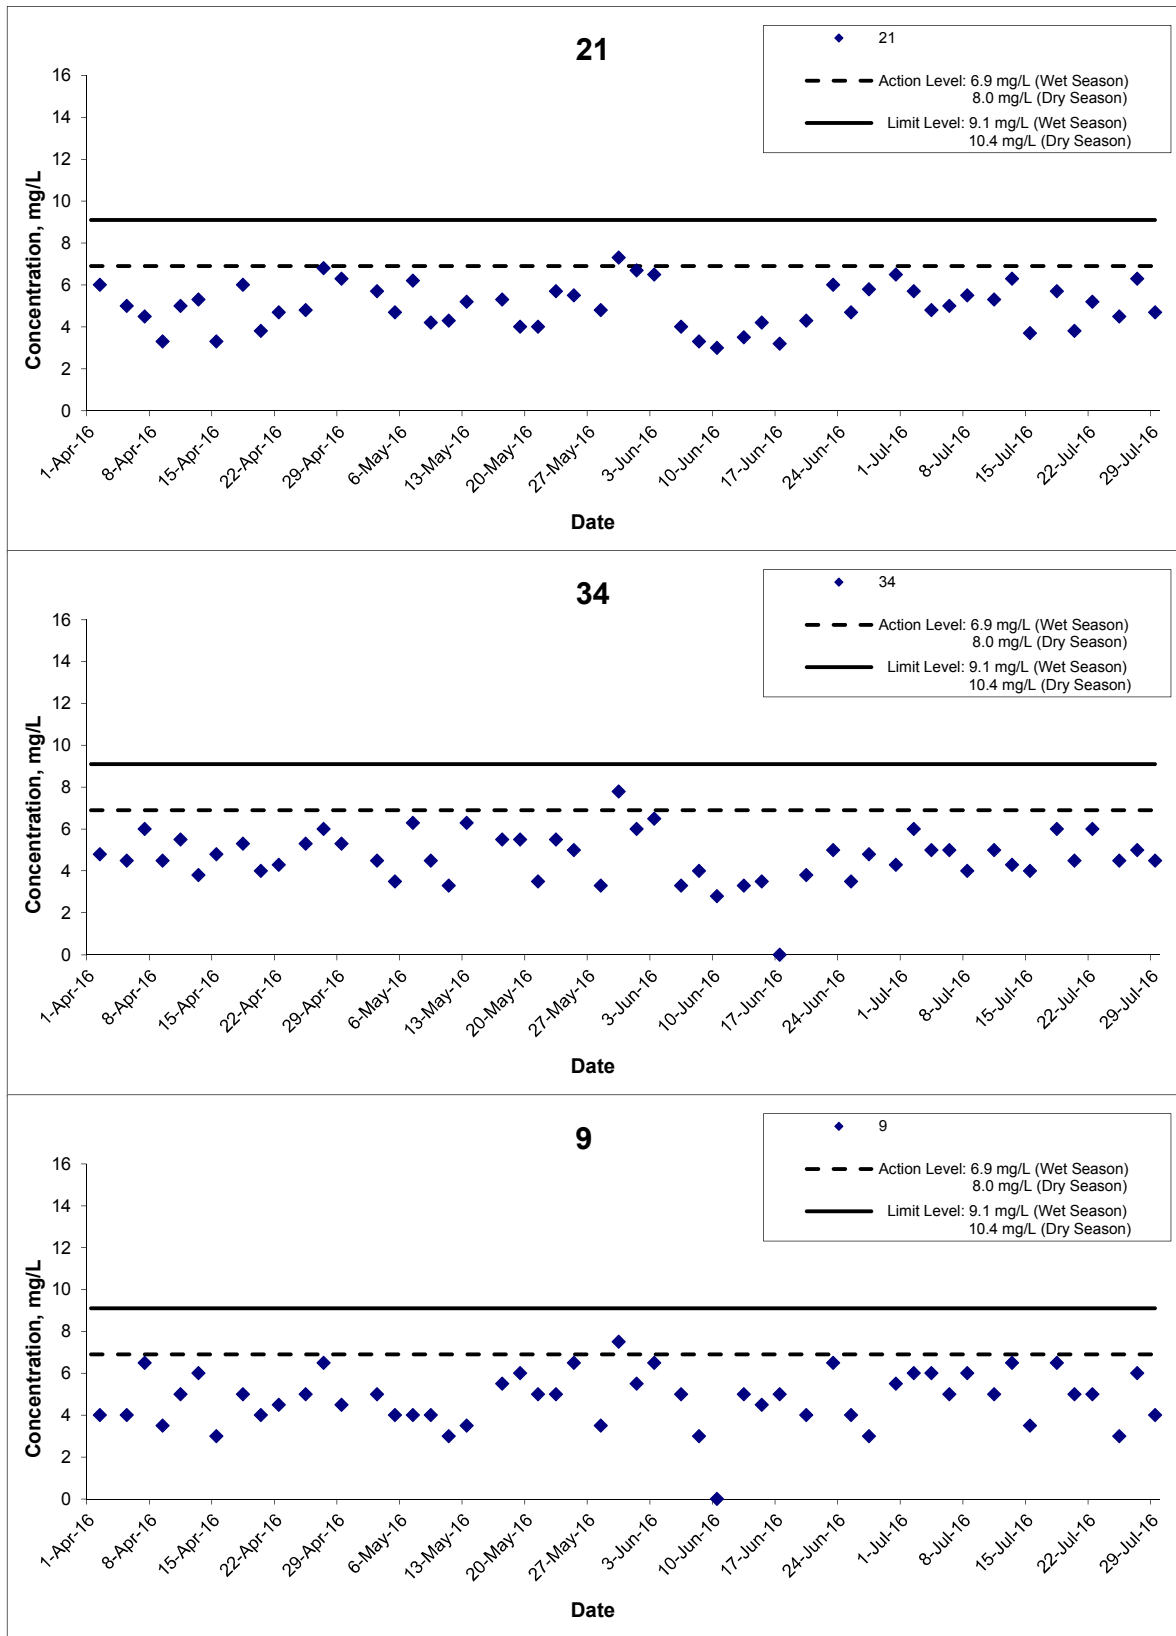 21
21
Action Level: 6.9 mg/L (Wet Season)
8.0 mg/L (Dry Season)
Limit Level: 9.1 mg/L (Wet Season)
10.4 mg/L (Dry Season)
Concentration, mg/L
16
14
12
10
8
6
4
2
0
1-Apr-16
8-Apr-16
15-Apr-16
22-Apr-16
29-Apr-16
6-May-16
13-May-16
20-May-16
27-May-16
3-Jun-16
10-Jun-16
17-Jun-16
24-Jun-16
1-Jul-16
8-Jul-16
15-Jul-16
22-Jul-16
29-Jul-16
Date
34
34
Action Level: 6.9 mg/L (Wet Season)
8.0 mg/L (Dry Season)
Limit Level: 9.1 mg/L (Wet Season)
10.4 mg/L (Dry Season)
Concentration, mg/L
16
14
12
10
8
6
4
2
0
1-Apr-16
8-Apr-16
15-Apr-16
22-Apr-16
29-Apr-16
6-May-16
13-May-16
20-May-16
27-May-16
3-Jun-16
10-Jun-16
17-Jun-16
24-Jun-16
1-Jul-16
8-Jul-16
15-Jul-16
22-Jul-16
29-Jul-16
Date
9
9
Action Level: 6.9 mg/L (Wet Season)
8.0 mg/L (Dry Season)
Limit Level: 9.1 mg/L (Wet Season)
10.4 mg/L (Dry Season)
Concentration, mg/L
16
14
12
10
8
6
4
2
0
1-Apr-16
8-Apr-16
15-Apr-16
22-Apr-16
29-Apr-16
6-May-16
13-May-16
20-May-16
27-May-16
3-Jun-16
10-Jun-16
17-Jun-16
24-Jun-16
1-Jul-16
8-Jul-16
15-Jul-16
22-Jul-16
29-Jul-16
Date